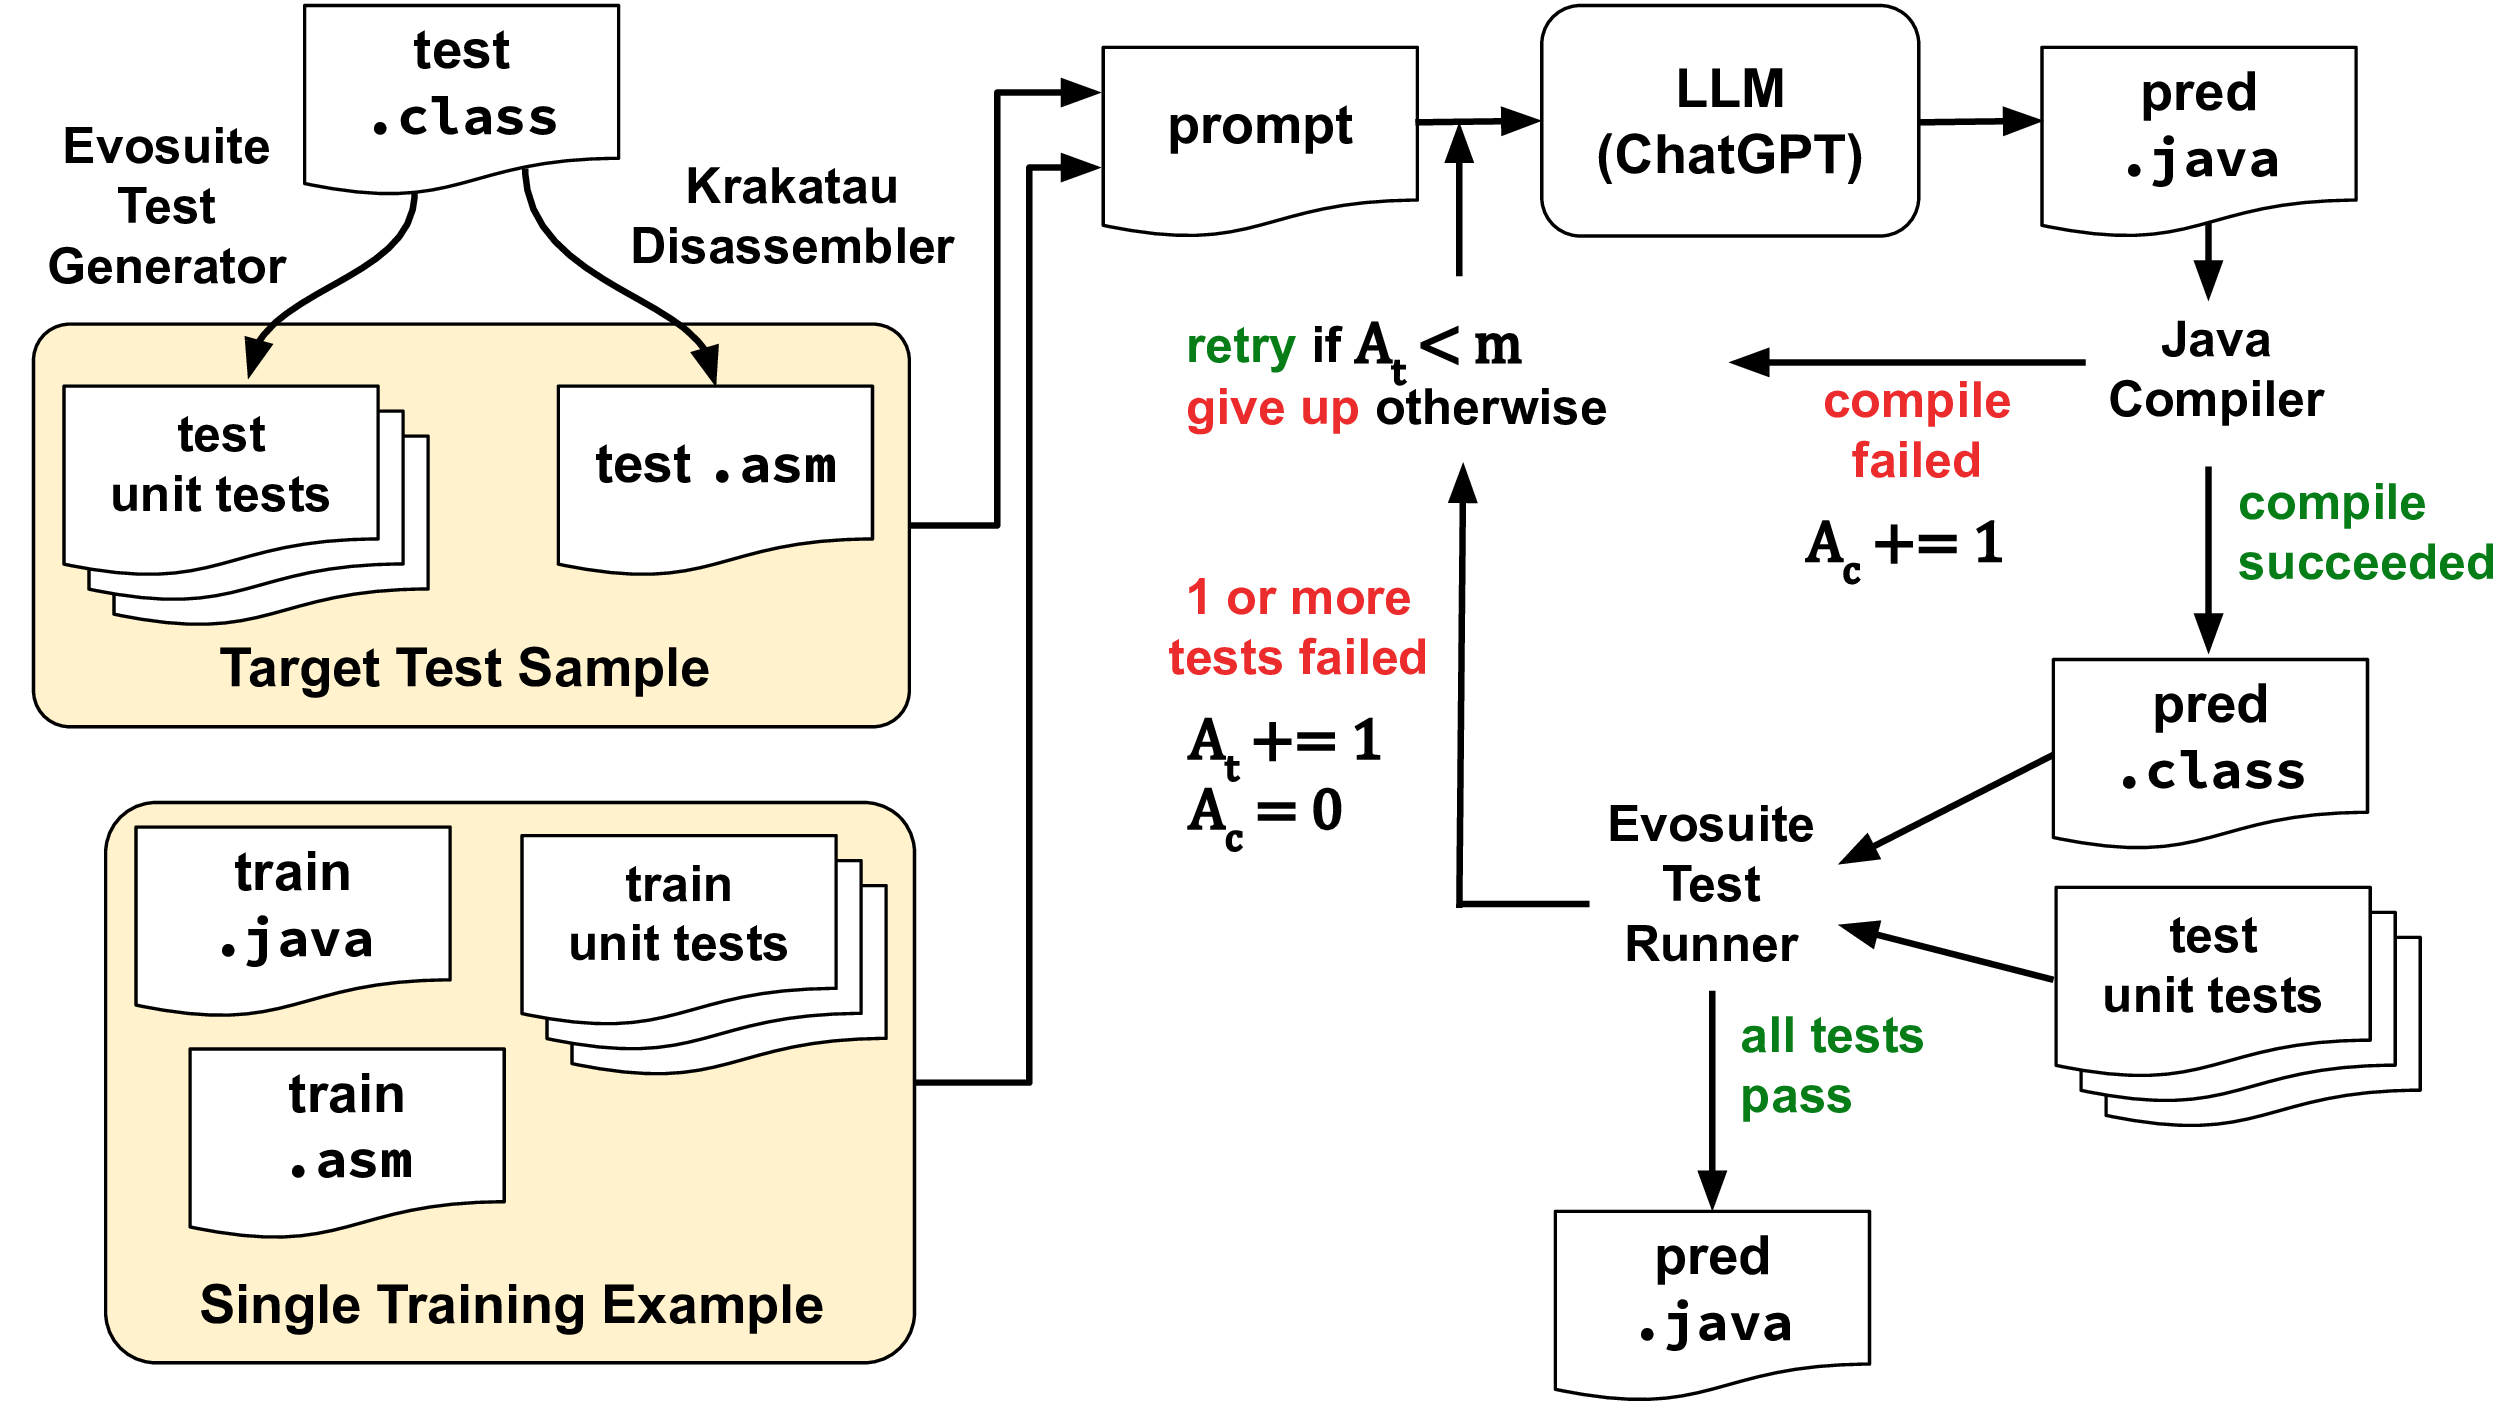 test
.class
Evosuite
Test
Generator
Krakatau
Disassembler
test
unit tests
test .asm
Target Test Sample
train
.java
train
unit tests
train
.asm
Single Training Example
prompt
LLM
(ChatGPT)
pred
.java
Java
Compiler
compile
failed
A_c += 1
compile
succeeded
retry if A_t < m
give up otherwise
1 or more
tests failed
A_t += 1
A_c = 0
pred
.class
Evosuite
Test
Runner
test
unit tests
all tests
pass
pred
.java